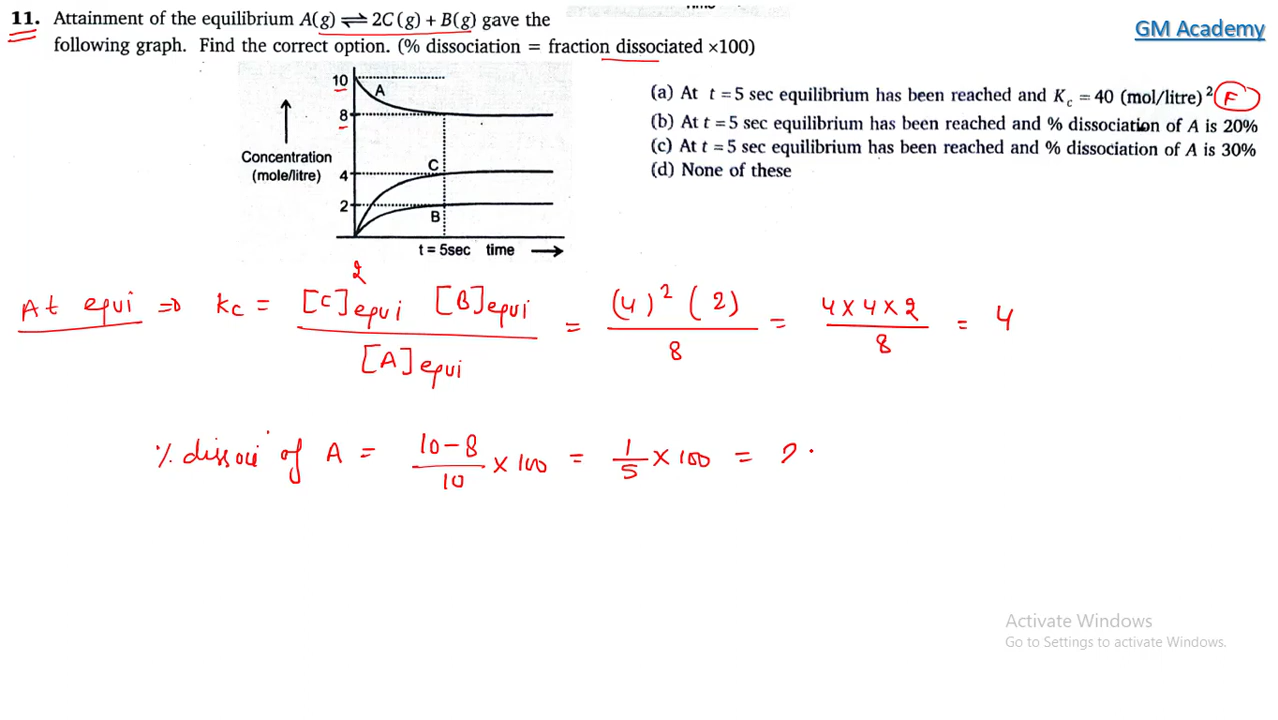 11. Attainment of the equilibrium A(g) ⇌ 2C(g) + B(g) gave the
following graph. Find the correct option. (% dissociation = fraction dissociated ×100)
GM Academy
10
A
8
Concentration
(mole/litre)
C
4
2
B
t = 5sec time
(a) At t = 5 sec equilibrium has been reached and K_c = 40 (mol/litre)² F
(b) At t = 5 sec equilibrium has been reached and % dissociation of A is 20%
(c) At t = 5 sec equilibrium has been reached and % dissociation of A is 30%
(d) None of these
At equi ⇒ Kc = [C]²equi [B]equi / [A]equi = (4)² (2) / 8 = 4×4×2 / 8 = 4
% dissoci of A = 10-8 / 10 × 100 = 1/5 × 100 = 2
Activate Windows
Go to Settings to activate Windows.